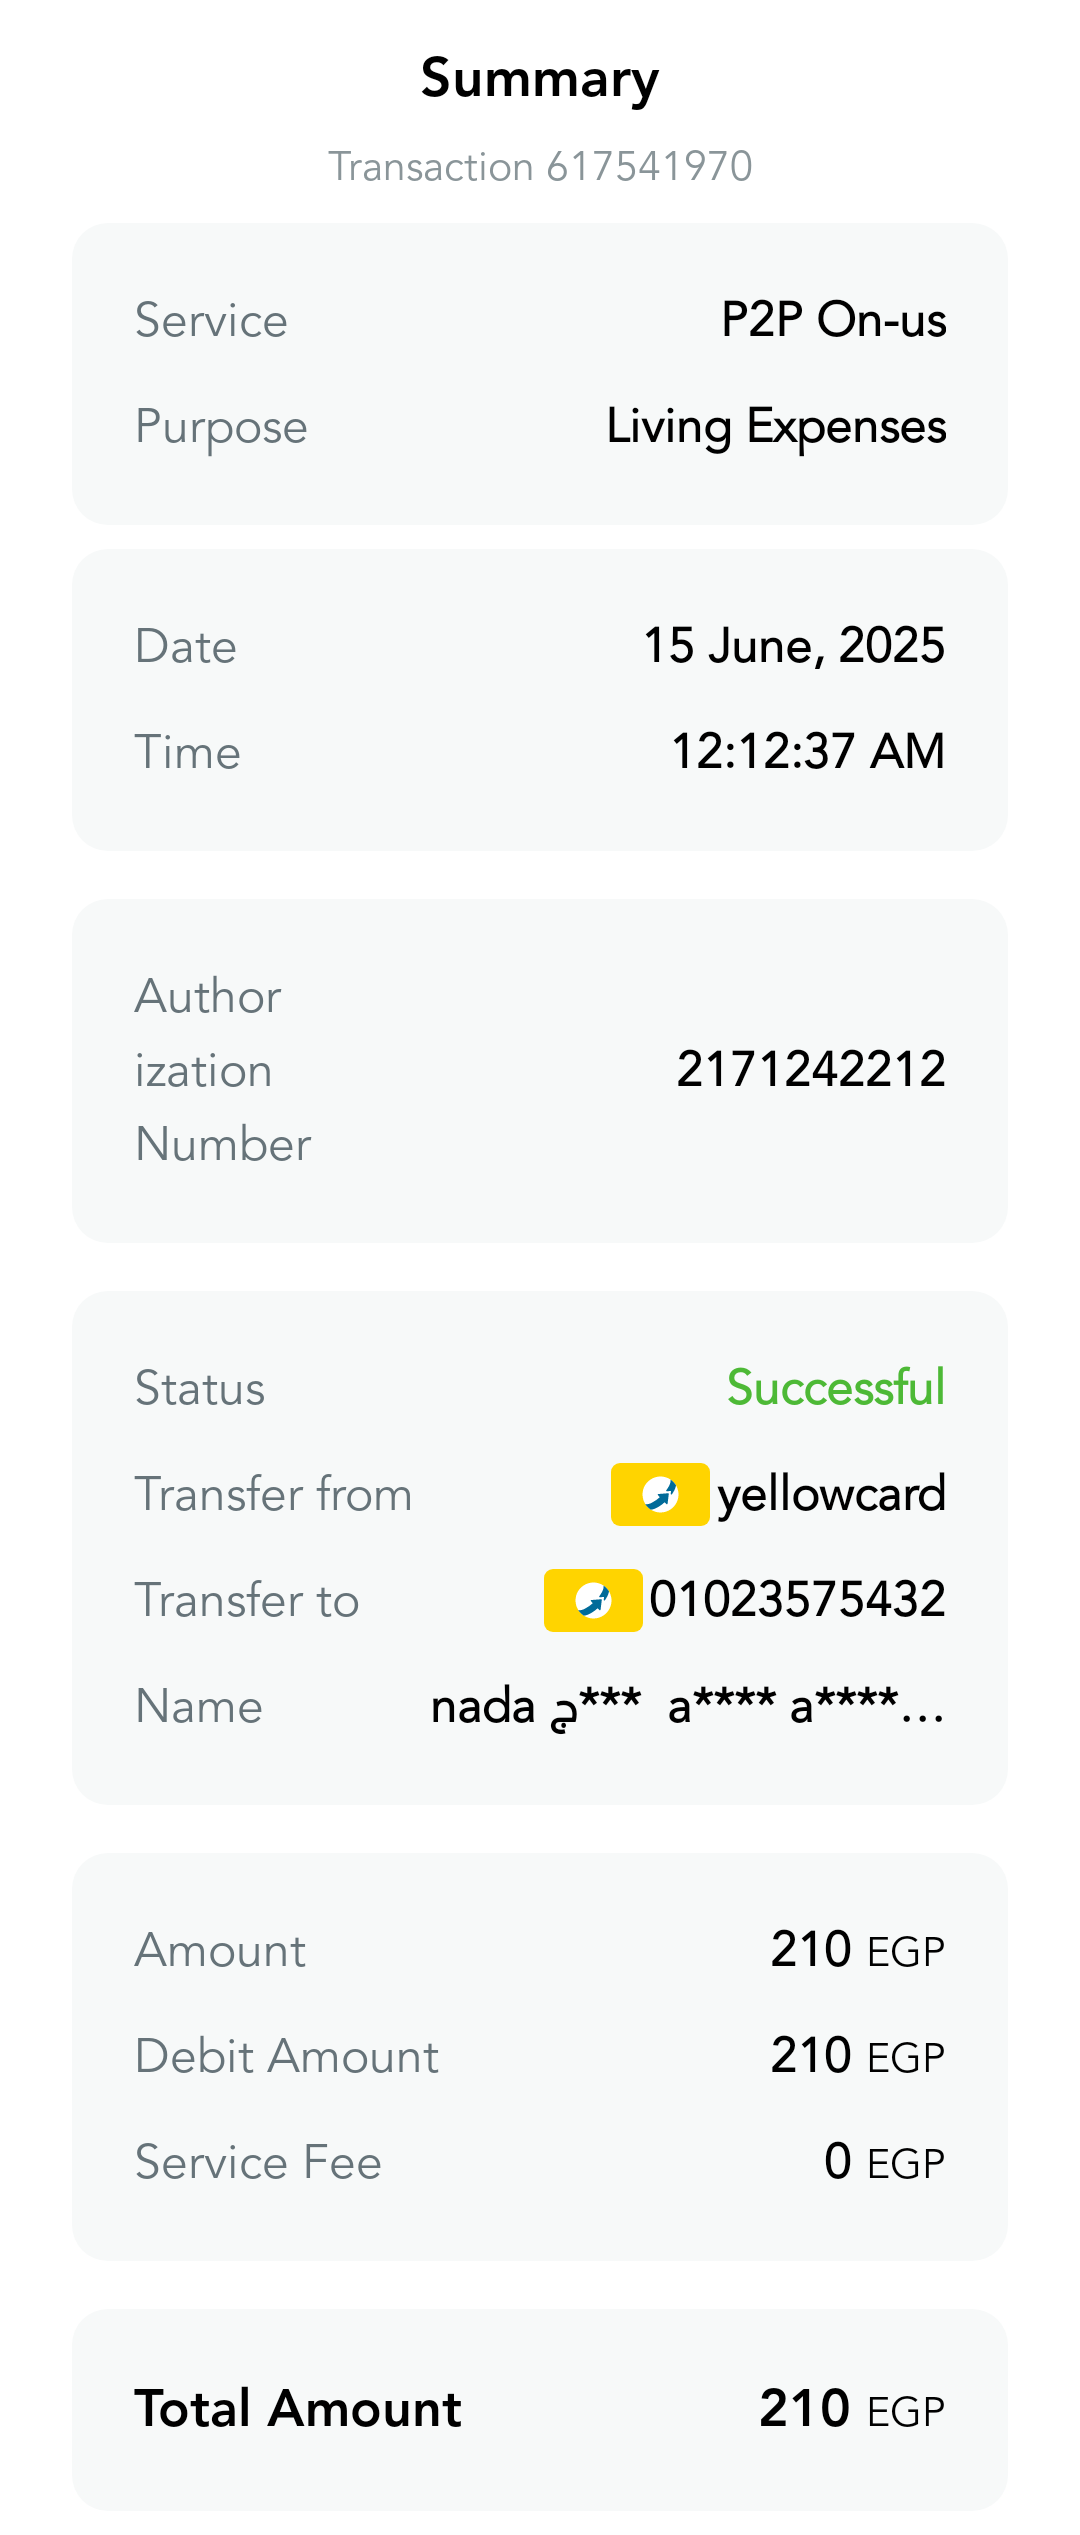 Summary
Transaction 617541970
Service P2P On-us
Purpose Living Expenses
Date 15 June, 2025
Time 12:12:37 AM
Author
ization 2171242212
Number
Status Successful
Transfer from yellowcard
Transfer to 01023575432
Name nada ج*** a**** a****...
Amount 210 EGP
Debit Amount 210 EGP
Service Fee 0 EGP
Total Amount 210 EGP